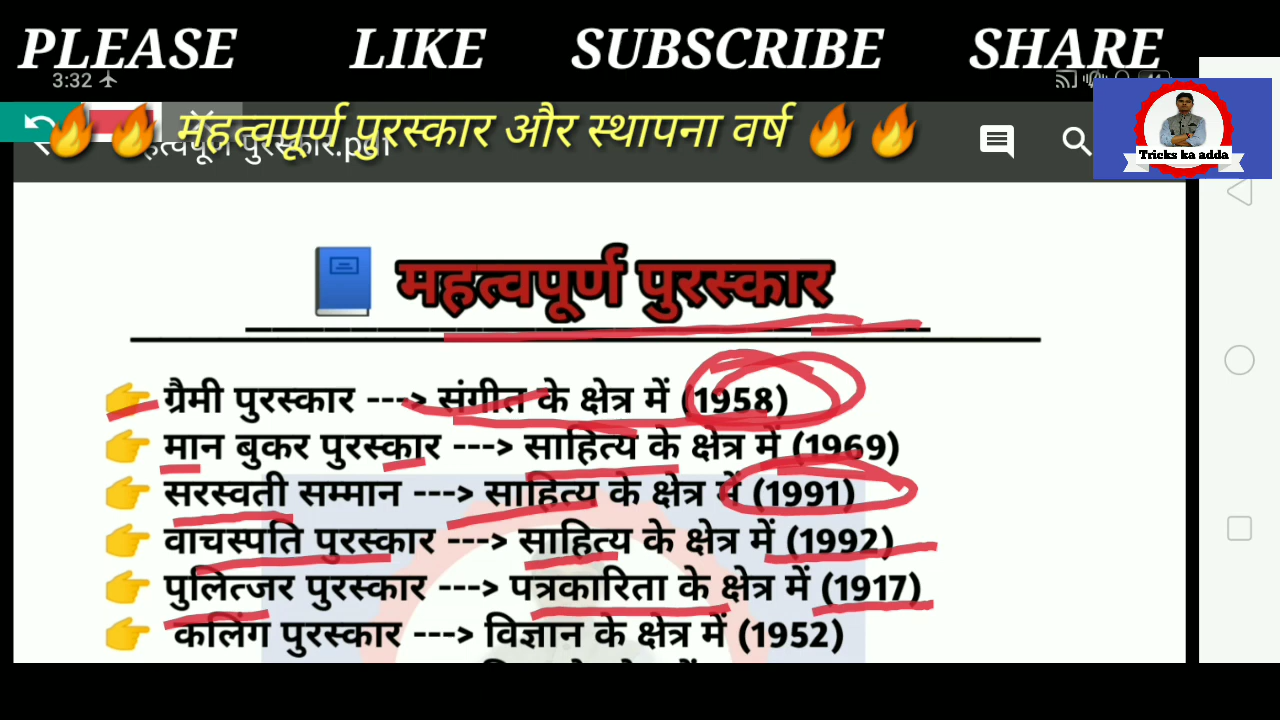 PLEASE LIKE SUBSCRIBE SHARE
3:32
महत्वपूर्ण पुरस्कार और स्थापना वर्ष
पुरस्कार.pdf
Tricks ka adda
महत्वपूर्ण पुरस्कार
ग्रैमी पुरस्कार ---> संगीत के क्षेत्र में (1958)
मान बुकर पुरस्कार ---> साहित्य के क्षेत्र में (1969)
सरस्वती सम्मान ---> साहित्य के क्षेत्र में (1991)
वाचस्पति पुरस्कार ---> साहित्य के क्षेत्र में (1992)
पुलित्जर पुरस्कार ---> पत्रकारिता के क्षेत्र में (1917)
कलिंग पुरस्कार ---> विज्ञान के क्षेत्र में (1952)